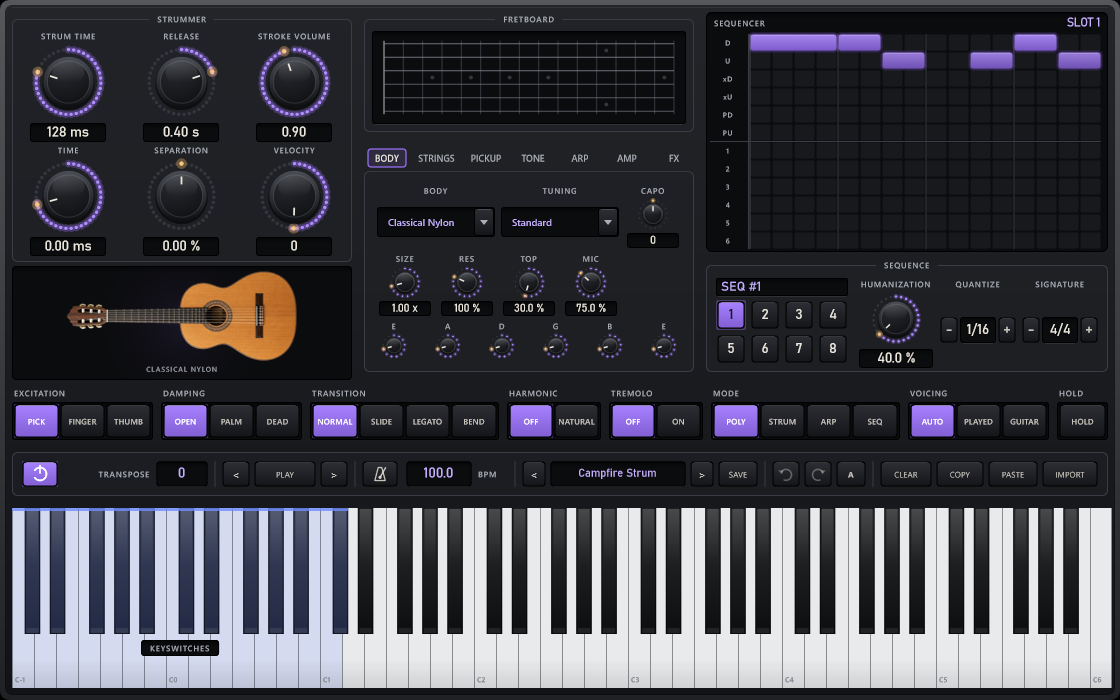 STRUMMER
STRUM TIME RELEASE STROKE VOLUME
128 ms 0.40 s 0.90
TIME SEPARATION VELOCITY
0.00 ms 0.00 % 0
CLASSICAL NYLON
FRETBOARD
BODY STRINGS PICKUP TONE ARP AMP FX
BODY TUNING CAPO
Classical Nylon Standard
0
SIZE RES TOP MIC
1.00 x 100 % 30.0 % 75.0 %
E A D G B E
SEQUENCER SLOT 1
D
U
xD
xU
PD
PU
1
2
3
4
5
6
SEQUENCE
SEQ #1 HUMANIZATION QUANTIZE SIGNATURE
1 2 3 4
- 1/16 + - 4/4 +
5 6 7 8
40.0 %
EXCITATION DAMPING TRANSITION HARMONIC TREMOLO MODE VOICING HOLD
PICK FINGER THUMB OPEN PALM DEAD NORMAL SLIDE LEGATO BEND OFF NATURAL OFF ON POLY STRUM ARP SEQ AUTO PLAYED GUITAR HOLD
TRANSPOSE 0 < PLAY > 100.0 BPM < Campfire Strum > SAVE A CLEAR COPY PASTE IMPORT
KEYSWITCHES
C-1 C0 C1 C2 C3 C4 C5 C6